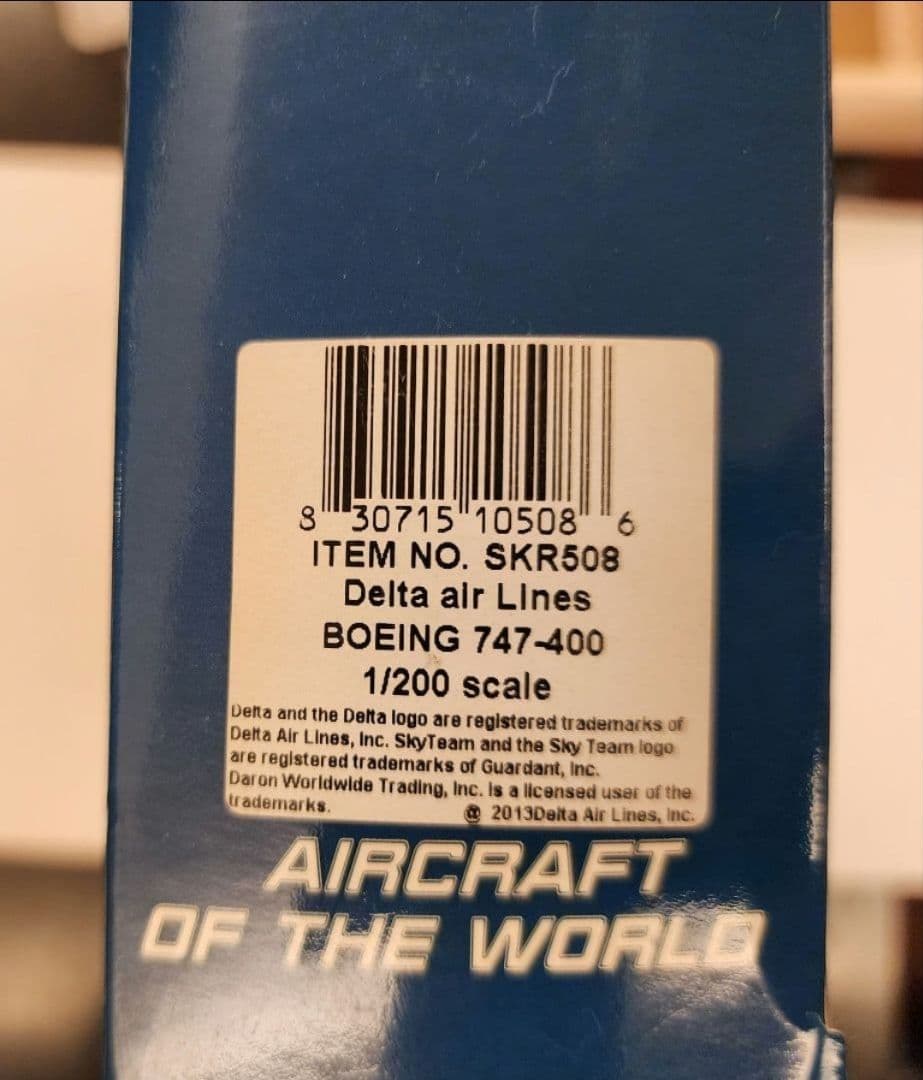 8 30715 10508 6
ITEM NO. SKR508
Delta air Lines
BOEING 747-400
1/200 scale
Delta and the Delta logo are registered trademarks of
Delta Air Lines, Inc. SkyTeam and the Sky Team logo
are registered trademarks of Guardant, Inc.
Daron Worldwide Trading, Inc. is a licensed user of the
trademarks.
@ 2013Delta Air Lines, Inc.
AIRCRAFT
OF THE WORLD